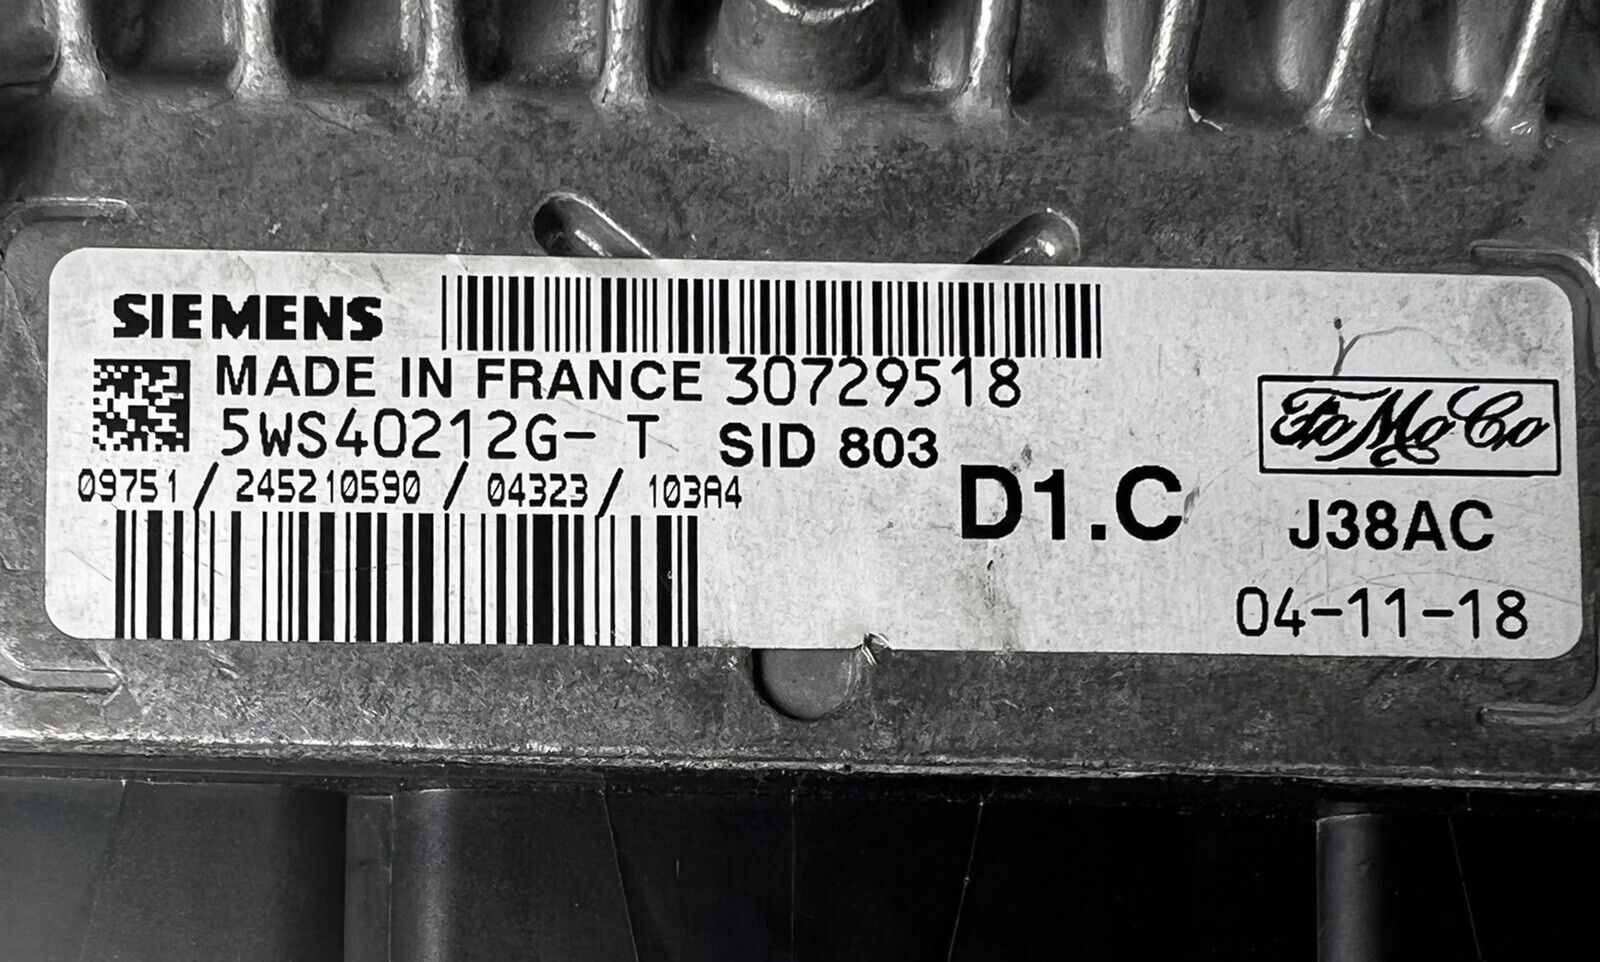 SIEMENS
MADE IN FRANCE 30729518
5WS40212G- T SID 803
09751 / 245210590 / 04323 / 103A4
D1.C
FoMoCo
J38AC
04-11-18